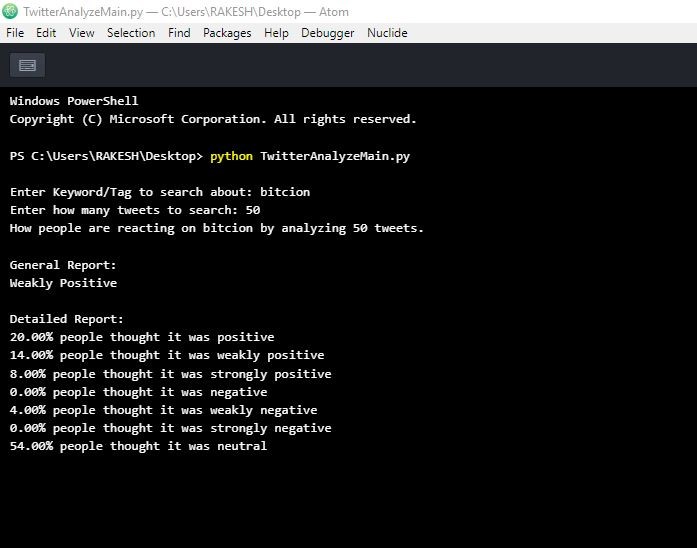 TwitterAnalyzeMain.py — C:\Users\RAKESH\Desktop — Atom
File Edit View Selection Find Packages Help Debugger Nuclide
Windows PowerShell
Copyright (C) Microsoft Corporation. All rights reserved.
PS C:\Users\RAKESH\Desktop> python TwitterAnalyzeMain.py
Enter Keyword/Tag to search about: bitcion
Enter how many tweets to search: 50
How people are reacting on bitcion by analyzing 50 tweets.
General Report:
Weakly Positive
Detailed Report:
20.00% people thought it was positive
14.00% people thought it was weakly positive
8.00% people thought it was strongly positive
0.00% people thought it was negative
4.00% people thought it was weakly negative
0.00% people thought it was strongly negative
54.00% people thought it was neutral